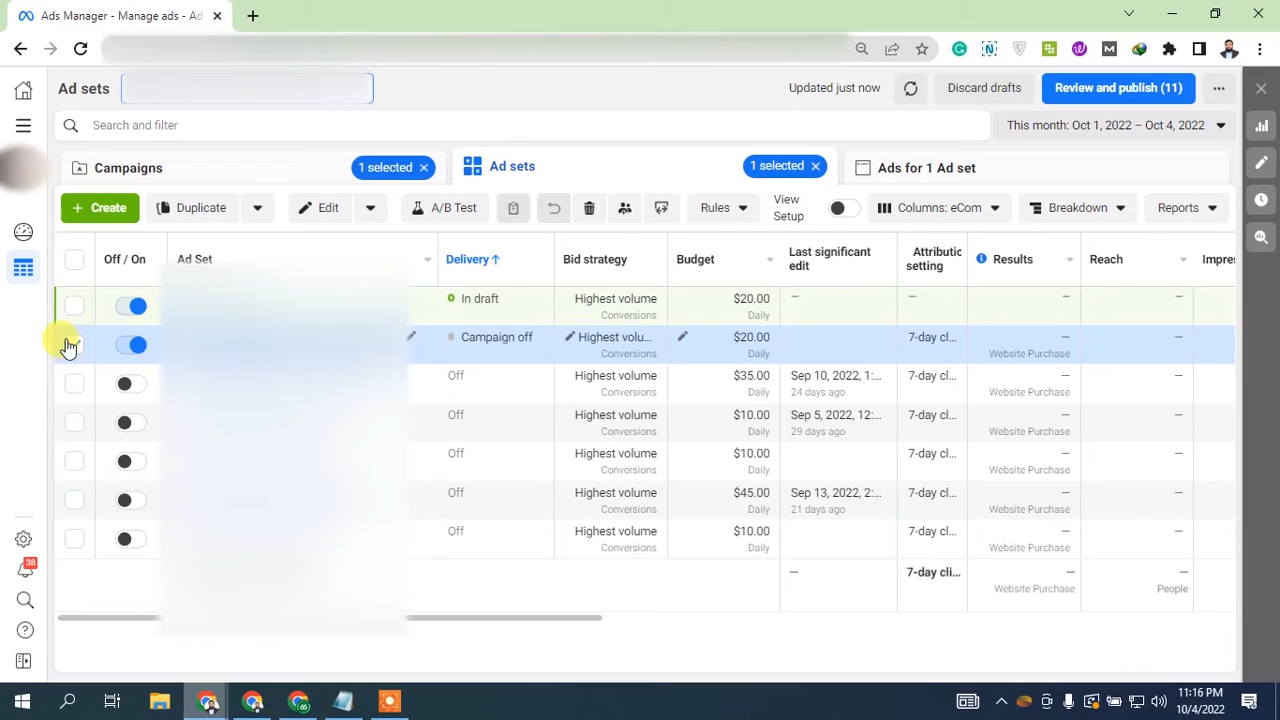 Ads Manager - Manage ads - Ad
Ad sets
Updated just now
Discard drafts
Review and publish (11)
Search and filter
This month: Oct 1, 2022 – Oct 4, 2022
Campaigns
1 selected
Ad sets
1 selected
Ads for 1 Ad set
+ Create
Duplicate
Edit
A/B Test
Rules
View
Setup
Columns: eCom
Breakdown
Reports
Off / On
Ad Set
Delivery ↑
Bid strategy
Budget
Last significant
edit
Attributic
setting
Results
Reach
Impres
In draft
Highest volume
Conversions
$20.00
Daily
—
—
—
—
Campaign off
Highest volu...
Conversions
$20.00
Daily
7-day cl...
—
Website Purchase
—
Off
Highest volume
Conversions
$35.00
Daily
Sep 10, 2022, 1:...
24 days ago
7-day cl...
—
Website Purchase
—
Off
Highest volume
Conversions
$10.00
Daily
Sep 5, 2022, 12:...
29 days ago
7-day cl...
—
Website Purchase
—
Off
Highest volume
Conversions
$10.00
Daily
7-day cl...
—
Website Purchase
—
Off
Highest volume
Conversions
$45.00
Daily
Sep 13, 2022, 2:...
21 days ago
7-day cl...
—
Website Purchase
—
Off
Highest volume
Conversions
$10.00
Daily
7-day cl...
—
Website Purchase
—
—
7-day cli...
—
Website Purchase
—
People
38
11:16 PM
10/4/2022